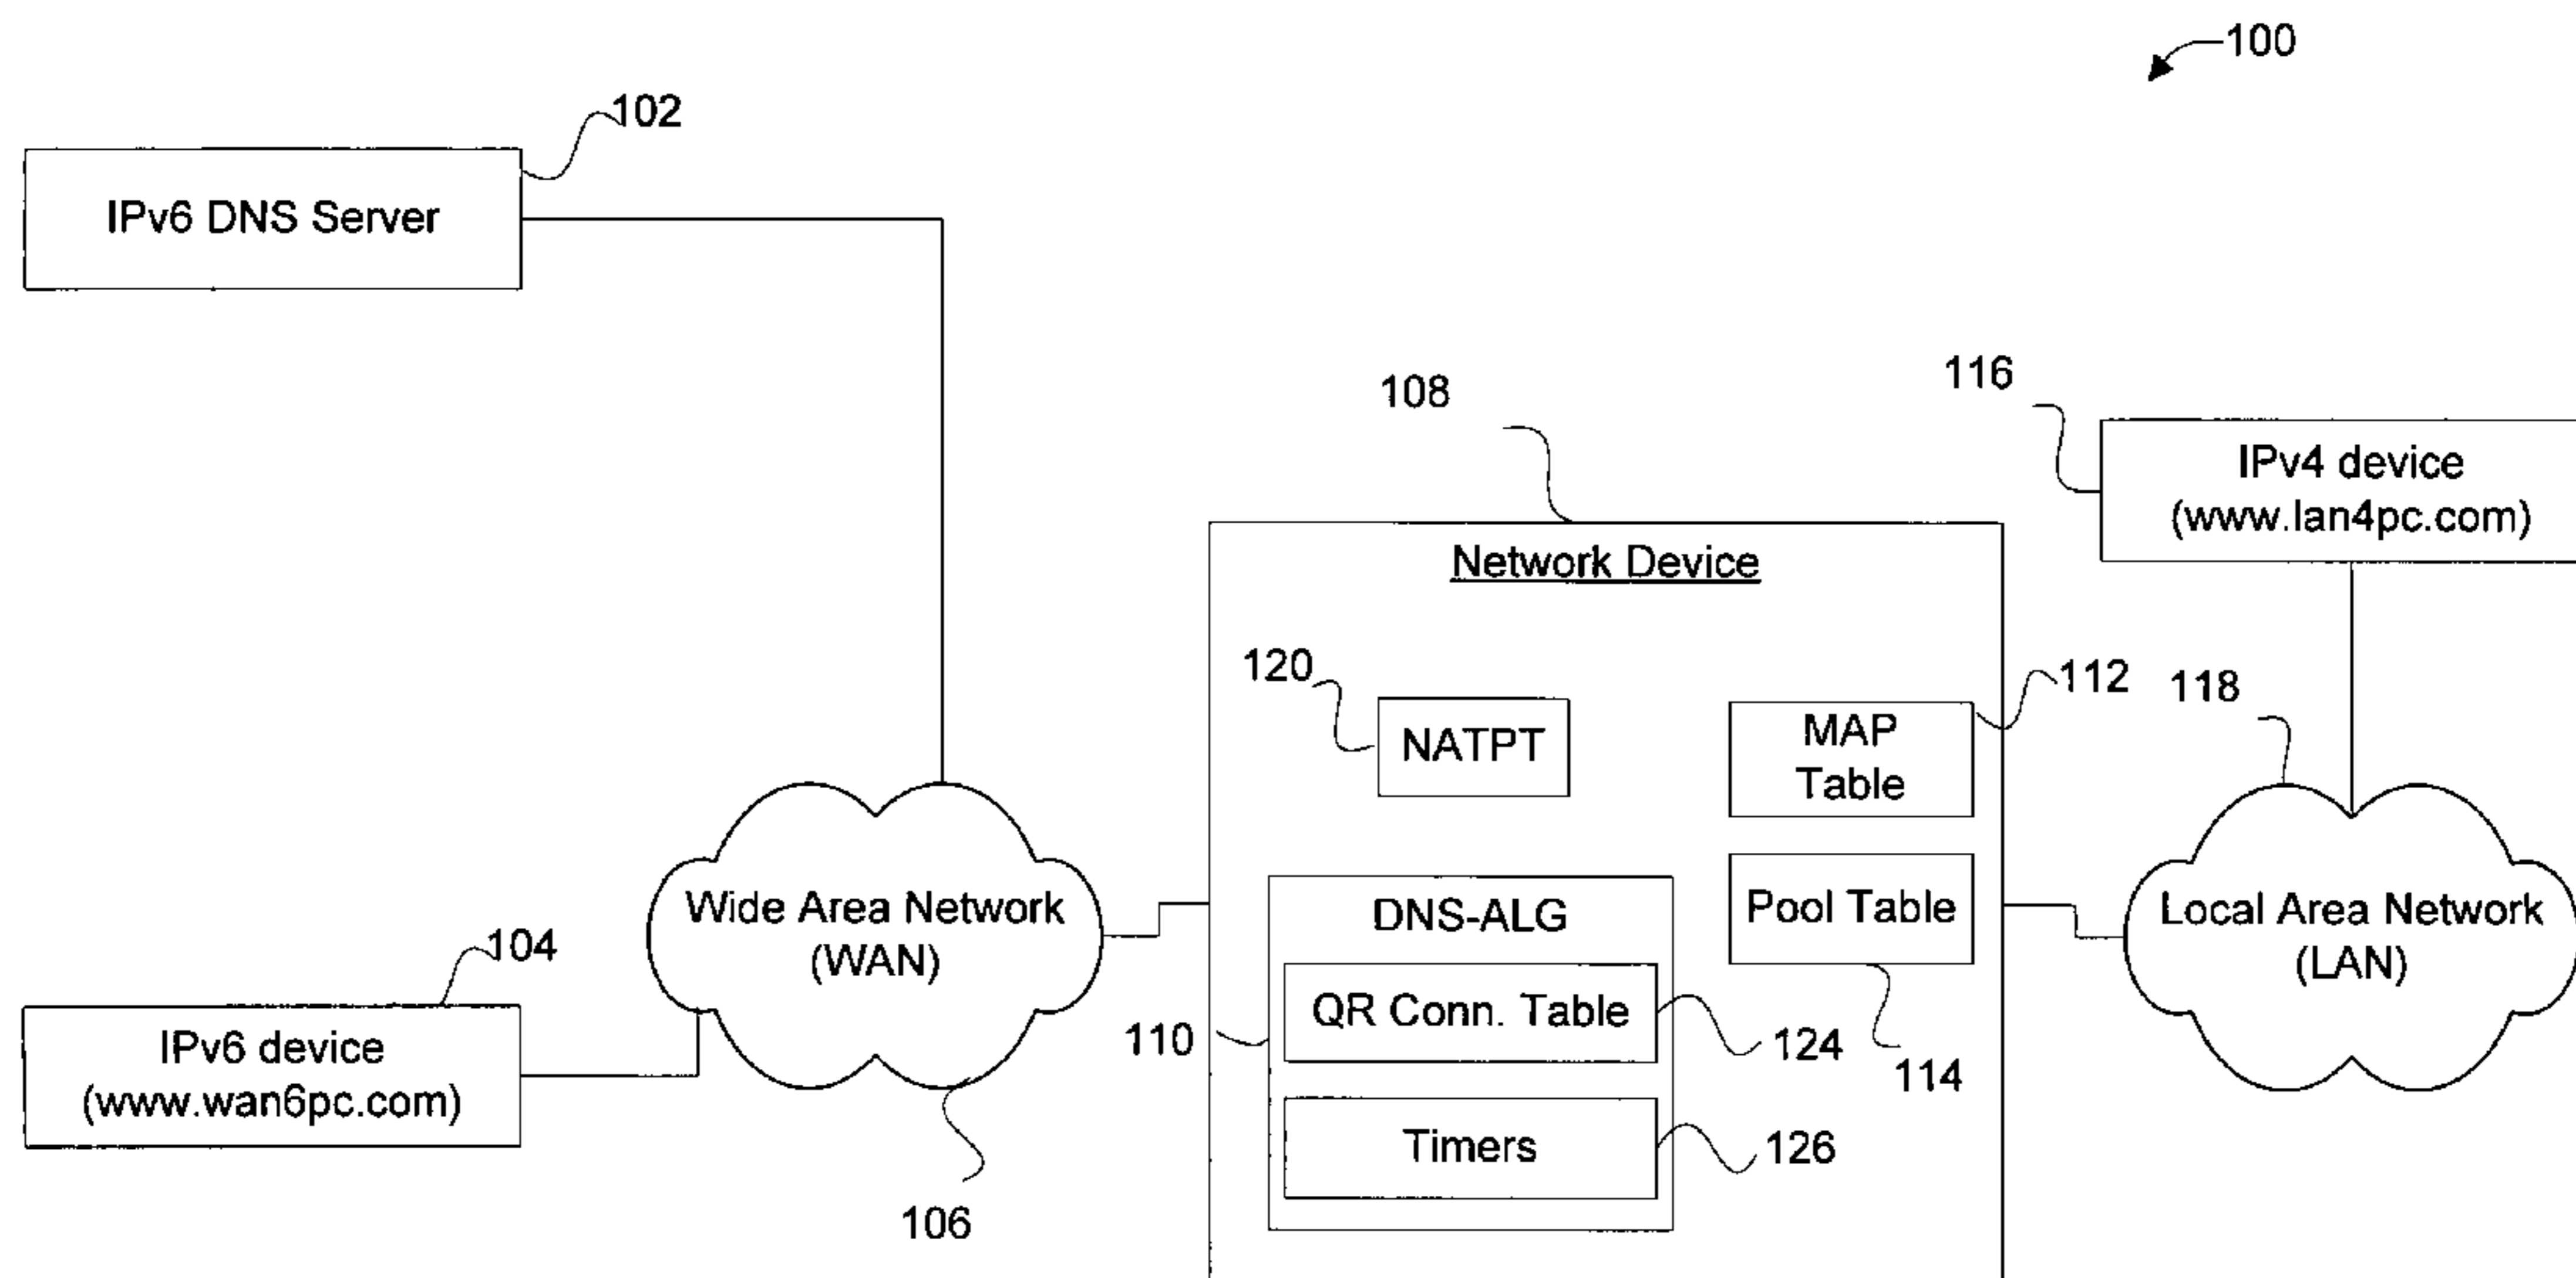 100
102
IPv6 DNS Server
108
116
IPv4 device
(www.lan4pc.com)
Network Device
120
NATPT
MAP
Table
112
118
Wide Area Network
(WAN)
DNS-ALG
Pool Table
Local Area Network
(LAN)
104
IPv6 device
(www.wan6pc.com)
110
QR Conn. Table
124
114
Timers
126
106